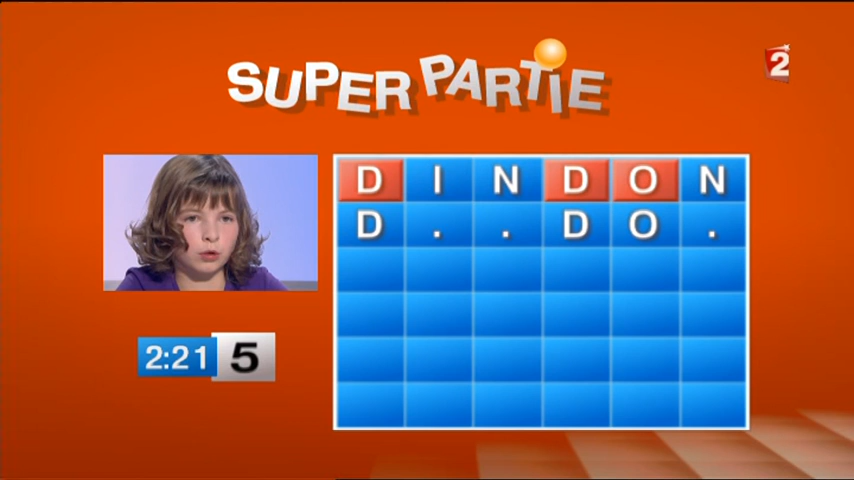 SUPER PARTIE
2
DINDON
D..DO.
2:21 5